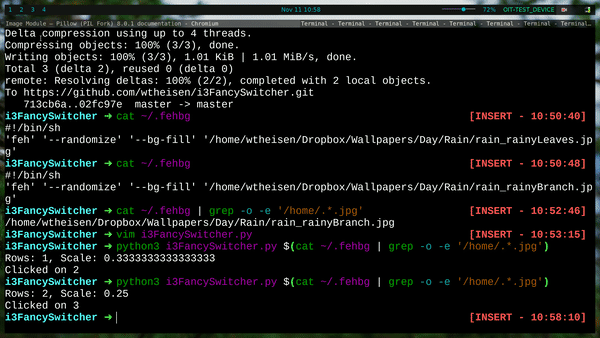 1 2 3 4 Nov 11 10:58 72% OIT-TEST_DEVICE
Image Module — Pillow (PIL Fork) 8.0.1 documentation - Chromium Terminal - Terminal - Terminal - Terminal - Terminal - Terminal - Terminal - Terminal
Delta compression using up to 4 threads.
Compressing objects: 100% (3/3), done.
Writing objects: 100% (3/3), 1.01 KiB | 1.01 MiB/s, done.
Total 3 (delta 2), reused 0 (delta 0)
remote: Resolving deltas: 100% (2/2), completed with 2 local objects.
To https://github.com/wtheisen/i3FancySwitcher.git
713cb6a..02fc97e master -> master
i3FancySwitcher ➜ cat ~/.fehbg [INSERT - 10:50:40]
#!/bin/sh
'feh' '--randomize' '--bg-fill' '/home/wtheisen/Dropbox/Wallpapers/Day/Rain/rain_rainyLeaves.jp
g'
i3FancySwitcher ➜ cat ~/.fehbg [INSERT - 10:50:48]
#!/bin/sh
'feh' '--randomize' '--bg-fill' '/home/wtheisen/Dropbox/Wallpapers/Day/Rain/rain_rainyBranch.jp
g'
i3FancySwitcher ➜ cat ~/.fehbg | grep -o -e '/home/.*.jpg' [INSERT - 10:52:46]
/home/wtheisen/Dropbox/Wallpapers/Day/Rain/rain_rainyBranch.jpg
i3FancySwitcher ➜ vim i3FancySwitcher.py [INSERT - 10:53:15]
i3FancySwitcher ➜ python3 i3FancySwitcher.py $(cat ~/.fehbg | grep -o -e '/home/.*.jpg')
Rows: 1, Scale: 0.3333333333333333
Clicked on 2
i3FancySwitcher ➜ python3 i3FancySwitcher.py $(cat ~/.fehbg | grep -o -e '/home/.*.jpg')
Rows: 2, Scale: 0.25
Clicked on 3
i3FancySwitcher ➜ [INSERT - 10:58:10]